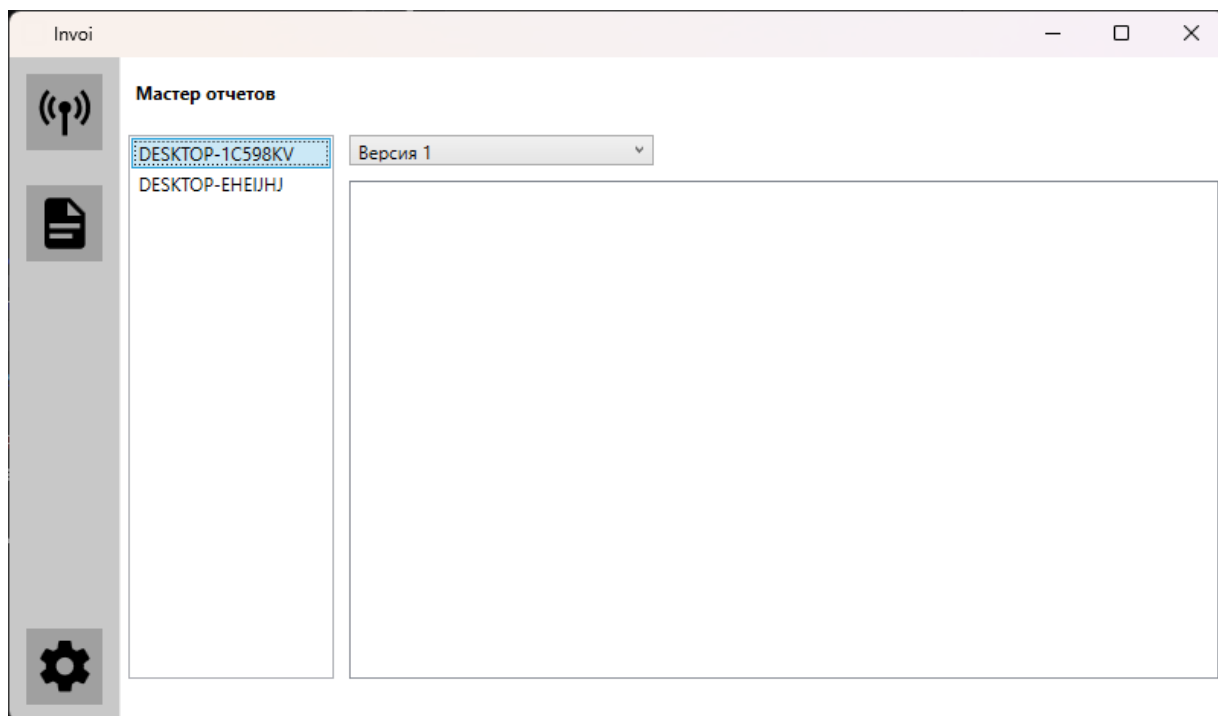 Invoi
Мастер отчетов
DESKTOP-1C598KV
Версия 1
DESKTOP-EHEIJHJ